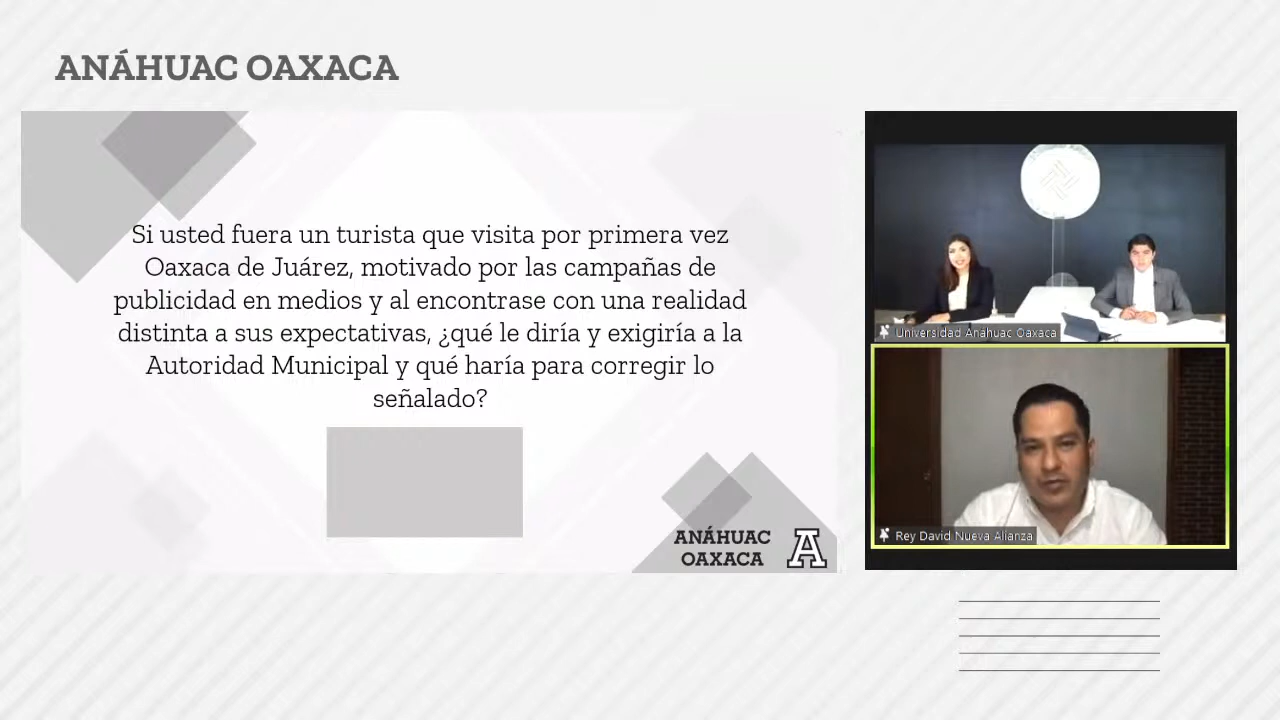 ANÁHUAC OAXACA
Si usted fuera un turista que visita por primera vez
Oaxaca de Juárez, motivado por las campañas de
publicidad en medios y al encontrase con una realidad
distinta a sus expectativas, ¿qué le diría y exigiría a la
Autoridad Municipal y qué haría para corregir lo
señalado?
ANÁHUAC
OAXACA
A
Universidad Anáhuac Oaxaca
Rey David Nueva Alianza